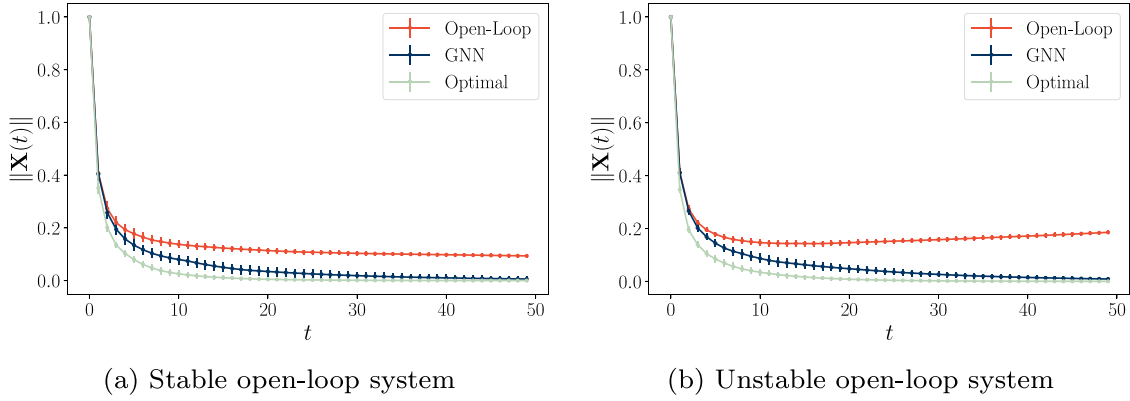 1.0
0.8
0.6
0.4
0.2
0.0
‖X(t)‖
0 10 20 30 40 50
t
Open-Loop
GNN
Optimal
(a) Stable open-loop system
1.0
0.8
0.6
0.4
0.2
0.0
‖X(t)‖
0 10 20 30 40 50
t
Open-Loop
GNN
Optimal
(b) Unstable open-loop system